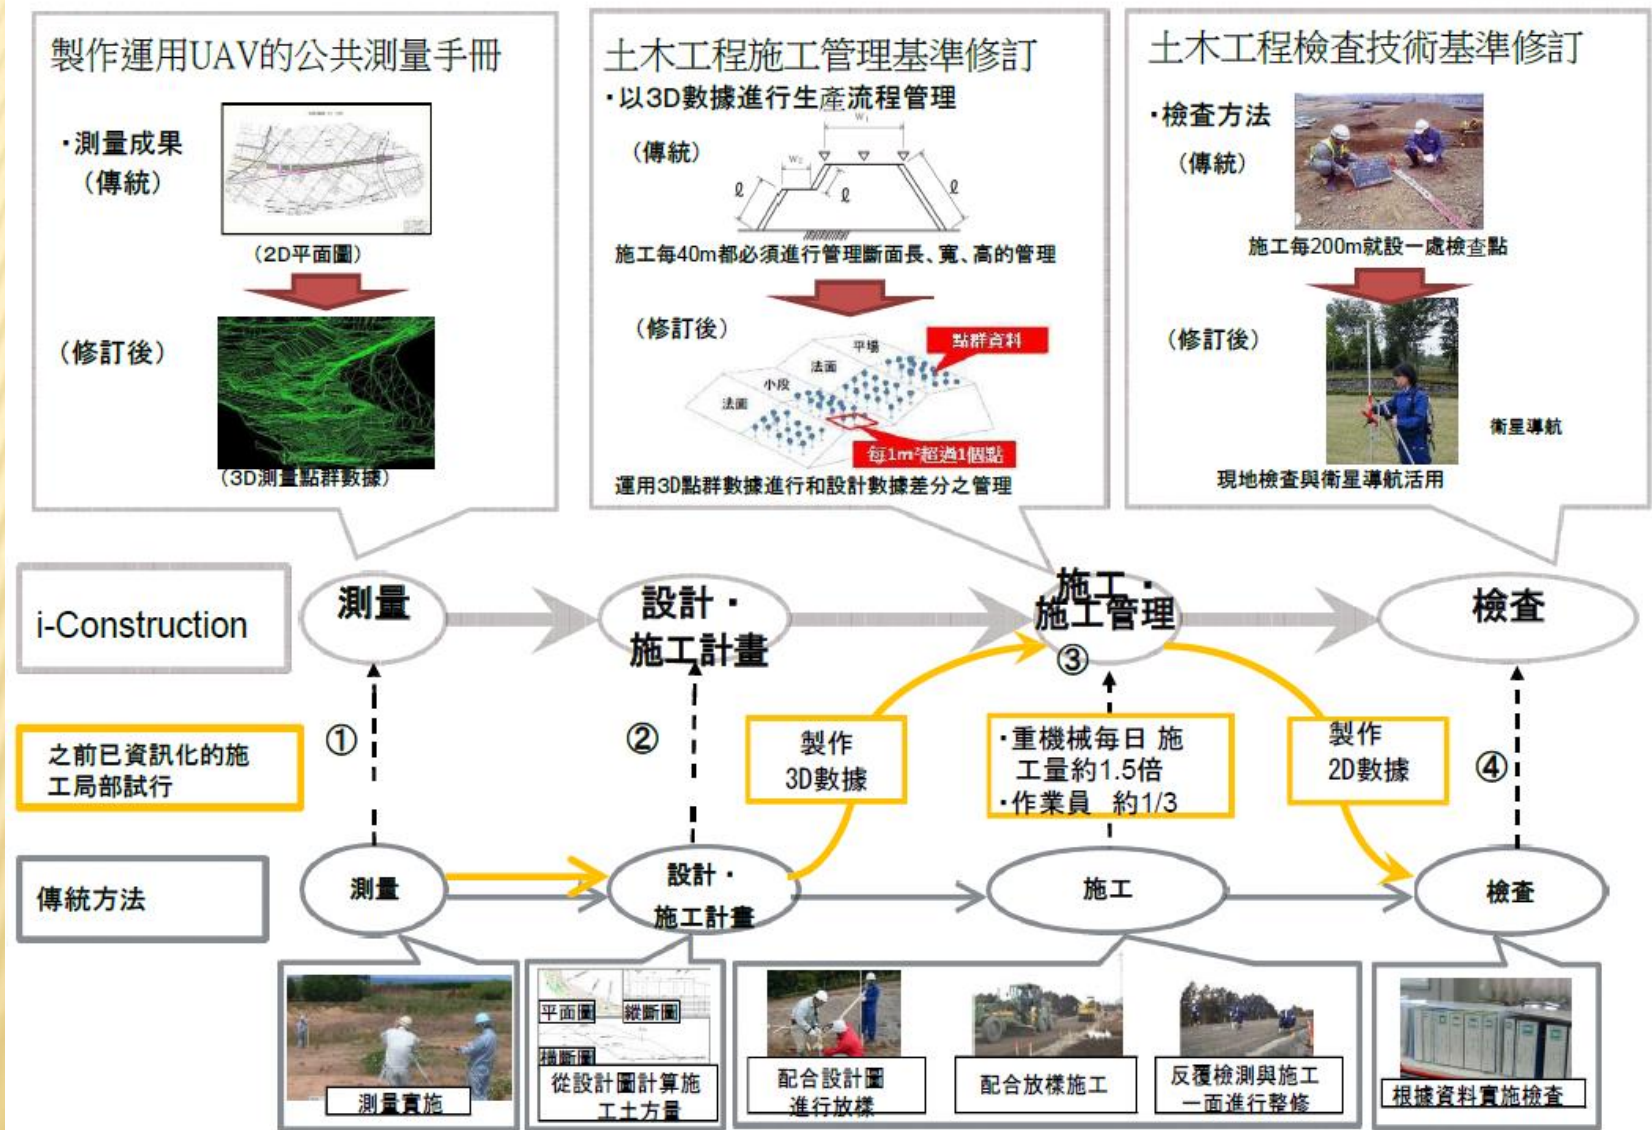 製作運用UAV的公共測量手冊
・測量成果
（傳統）
（2D平面圖）
（修訂後）
（3D測量點群數據）
土木工程施工管理基準修訂
・以3D數據進行生產流程管理
（傳統）
W₁
W₂
ℓ
ℓ
ℓ
施工每40m都必須進行管理斷面長、寬、高的管理
（修訂後）
點群資料
平場
法面
小段
法面
每1m²超過1個點
運用3D點群數據進行和設計數據差分之管理
土木工程檢查技術基準修訂
・檢查方法
（傳統）
施工每200m就設一處檢查點
（修訂後）
衛星導航
現地檢查與衛星導航活用
i-Construction
測量
設計・
施工計畫
施工・
施工管理
檢查
之前已資訊化的施
工局部試行
①
②
製作
3D數據
③
・重機械每日 施
工量約1.5倍
・作業員 約1/3
製作
2D數據
④
傳統方法
測量
設計・
施工計畫
施工
檢查
測量實施
平面圖
縱斷圖
橫斷圖
從設計圖計算施
工土方量
配合設計圖
進行放樣
配合放樣施工
反覆檢測與施工
一面進行整修
根據資料實施檢查